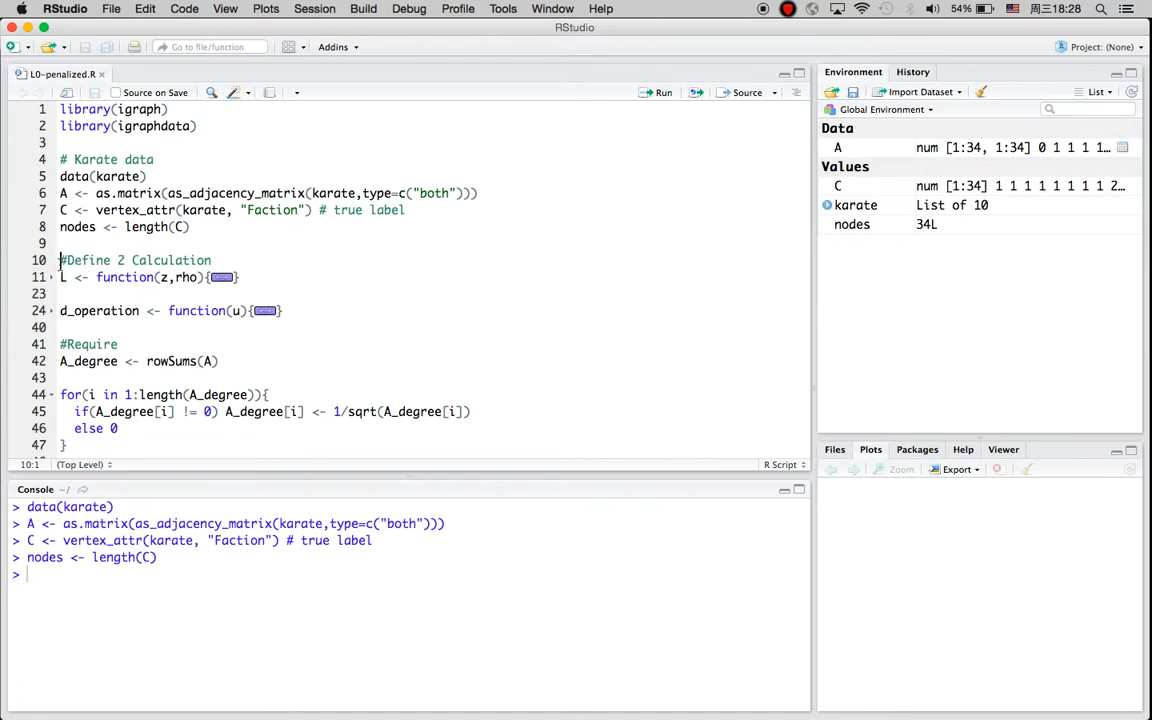 RStudio File Edit Code View Plots Session Build Debug Profile Tools Window Help 54% 周三18:28
RStudio
Go to file/function Addins Project: (None)
L0-penalized.R
Source on Save Run Source
1 library(igraph)
2 library(igraphdata)
3
4 # Karate data
5 data(karate)
6 A <- as.matrix(as_adjacency_matrix(karate,type=c("both")))
7 C <- vertex_attr(karate, "Faction") # true label
8 nodes <- length(C)
9
10 #Define 2 Calculation
11 L <- function(z,rho){}
23
24 d_operation <- function(u){}
40
41 #Require
42 A_degree <- rowSums(A)
43
44 for(i in 1:length(A_degree)){
45 if(A_degree[i] != 0) A_degree[i] <- 1/sqrt(A_degree[i])
46 else 0
47 }
10:1 (Top Level) R Script
Console ~/
> data(karate)
> A <- as.matrix(as_adjacency_matrix(karate,type=c("both")))
> C <- vertex_attr(karate, "Faction") # true label
> nodes <- length(C)
>
Environment History
Import Dataset List
Global Environment
Data
A num [1:34, 1:34] 0 1 1 1 1…
Values
C num [1:34] 1 1 1 1 1 1 1 1 2…
karate List of 10
nodes 34L
Files Plots Packages Help Viewer
Zoom Export